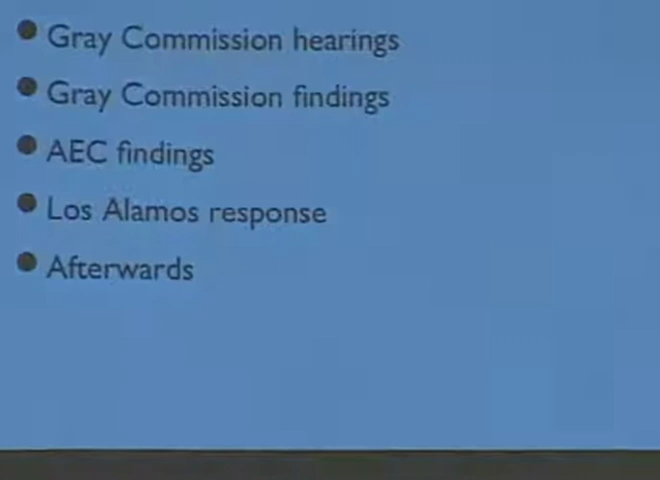 Gray Commission hearings
Gray Commission findings
AEC findings
Los Alamos response
Afterwards